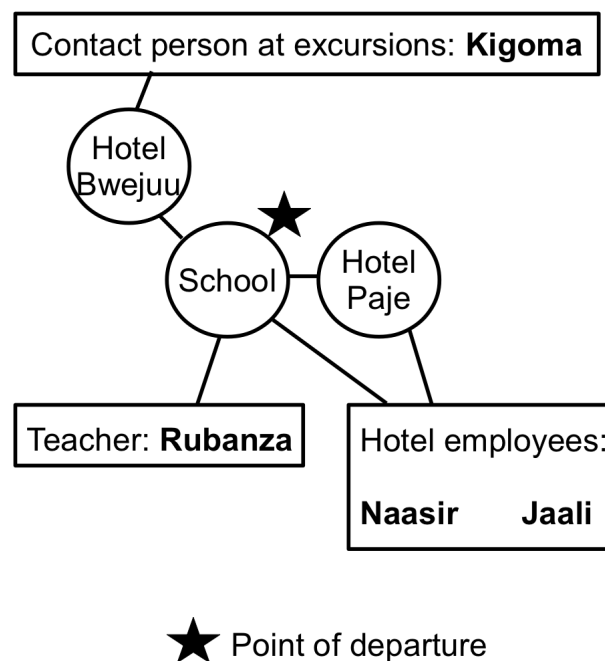 Contact person at excursions: Kigoma
Hotel
Bwejuu
School
Hotel
Paje
Teacher: Rubanza
Hotel employees:
Naasir Jaali
Point of departure